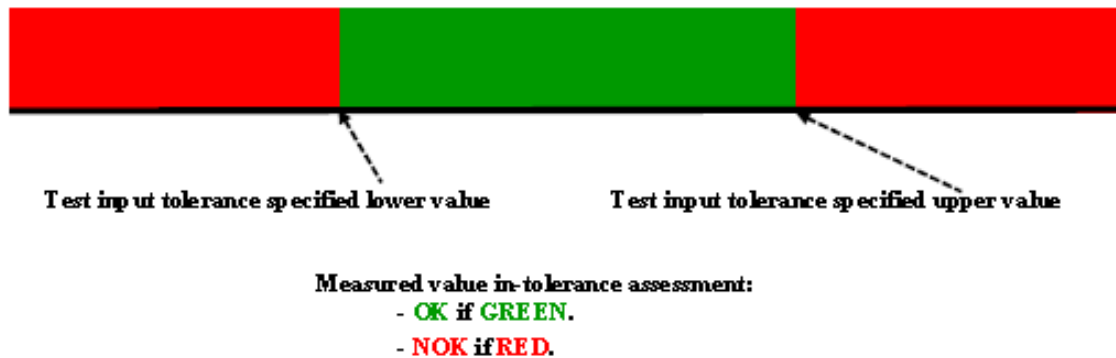 Test input tolerance specified lower value
Test input tolerance specified upper value
Measured value in-tolerance assessment:
- OK if GREEN.
- NOK if RED.